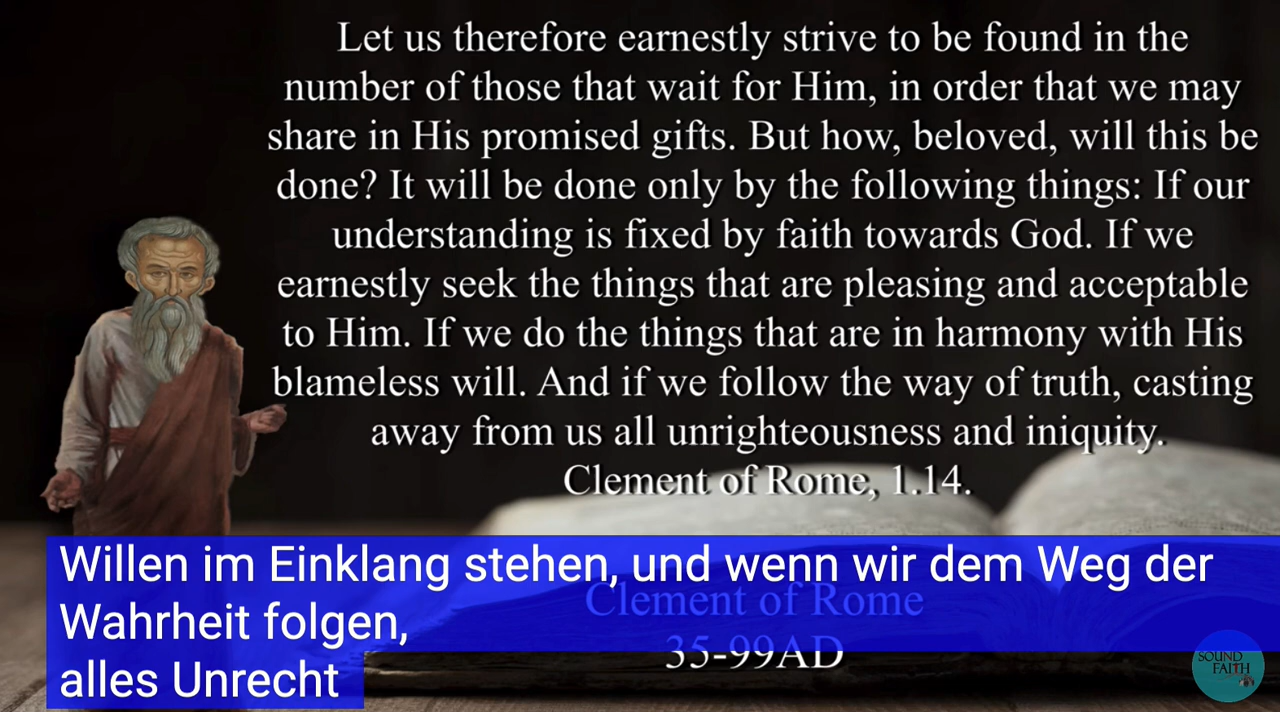 Let us therefore earnestly strive to be found in the
number of those that wait for Him, in order that we may
share in His promised gifts. But how, beloved, will this be
done? It will be done only by the following things: If our
understanding is fixed by faith towards God. If we
earnestly seek the things that are pleasing and acceptable
to Him. If we do the things that are in harmony with His
blameless will. And if we follow the way of truth, casting
away from us all unrighteousness and iniquity.
Clement of Rome, 1.14.
Willen im Einklang stehen, und wenn wir dem Weg der
Clement of Rome
Wahrheit folgen,
35-99AD
alles Unrecht
SOUND
FAITH